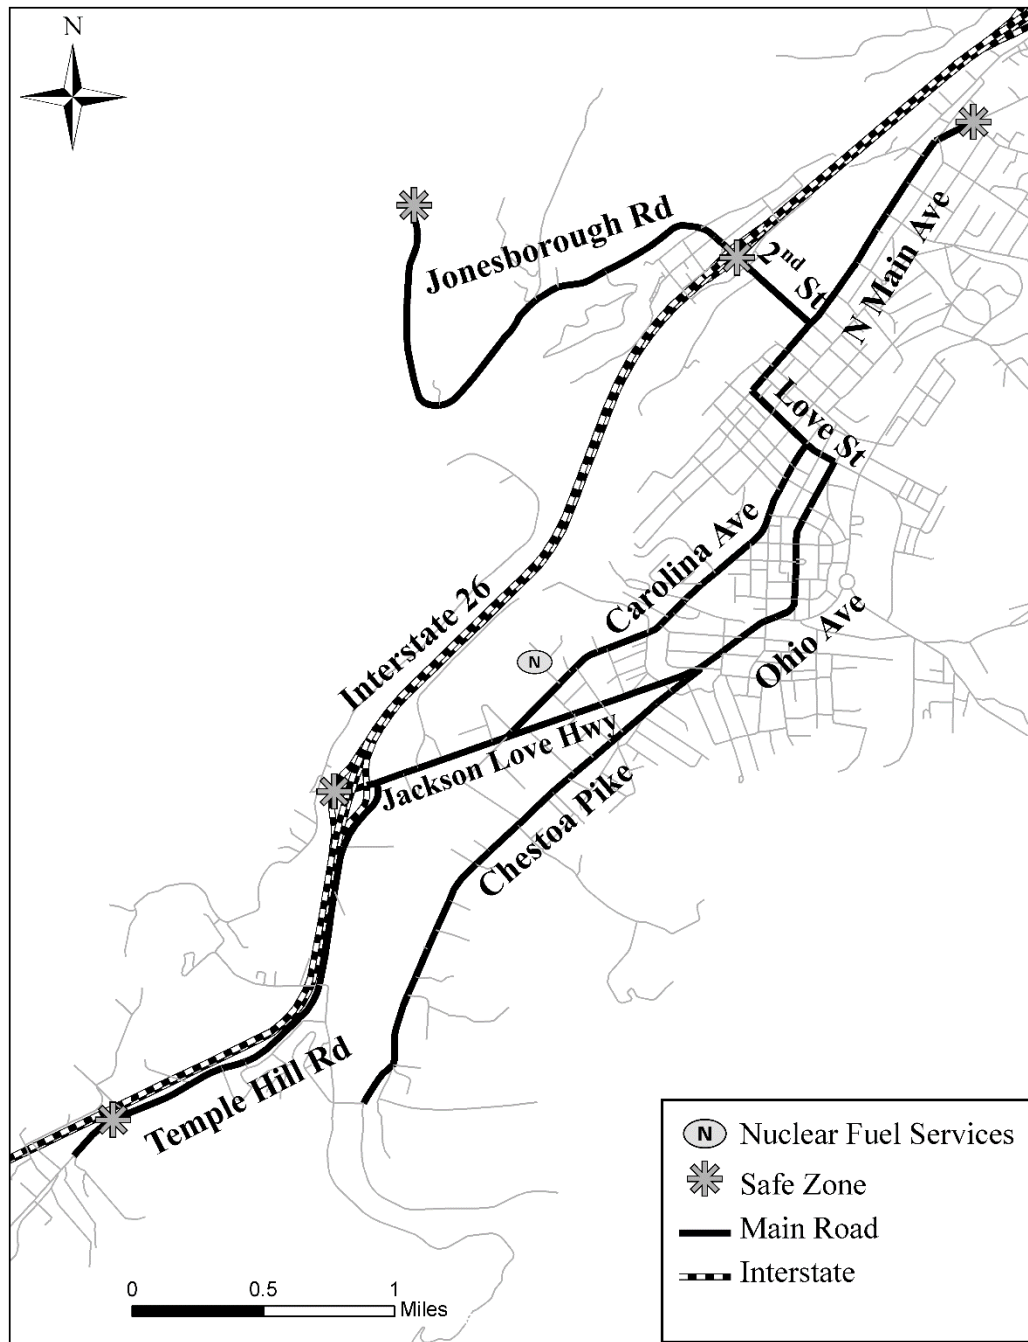 N
Jonesborough Rd
2nd St
N Main Ave
Love St
Carolina Ave
Interstate 26
N
Ohio Ave
Jackson Love Hwy
Chestoa Pike
Temple Hill Rd
N Nuclear Fuel Services
Safe Zone
Main Road
Interstate
0 0.5 1
Miles